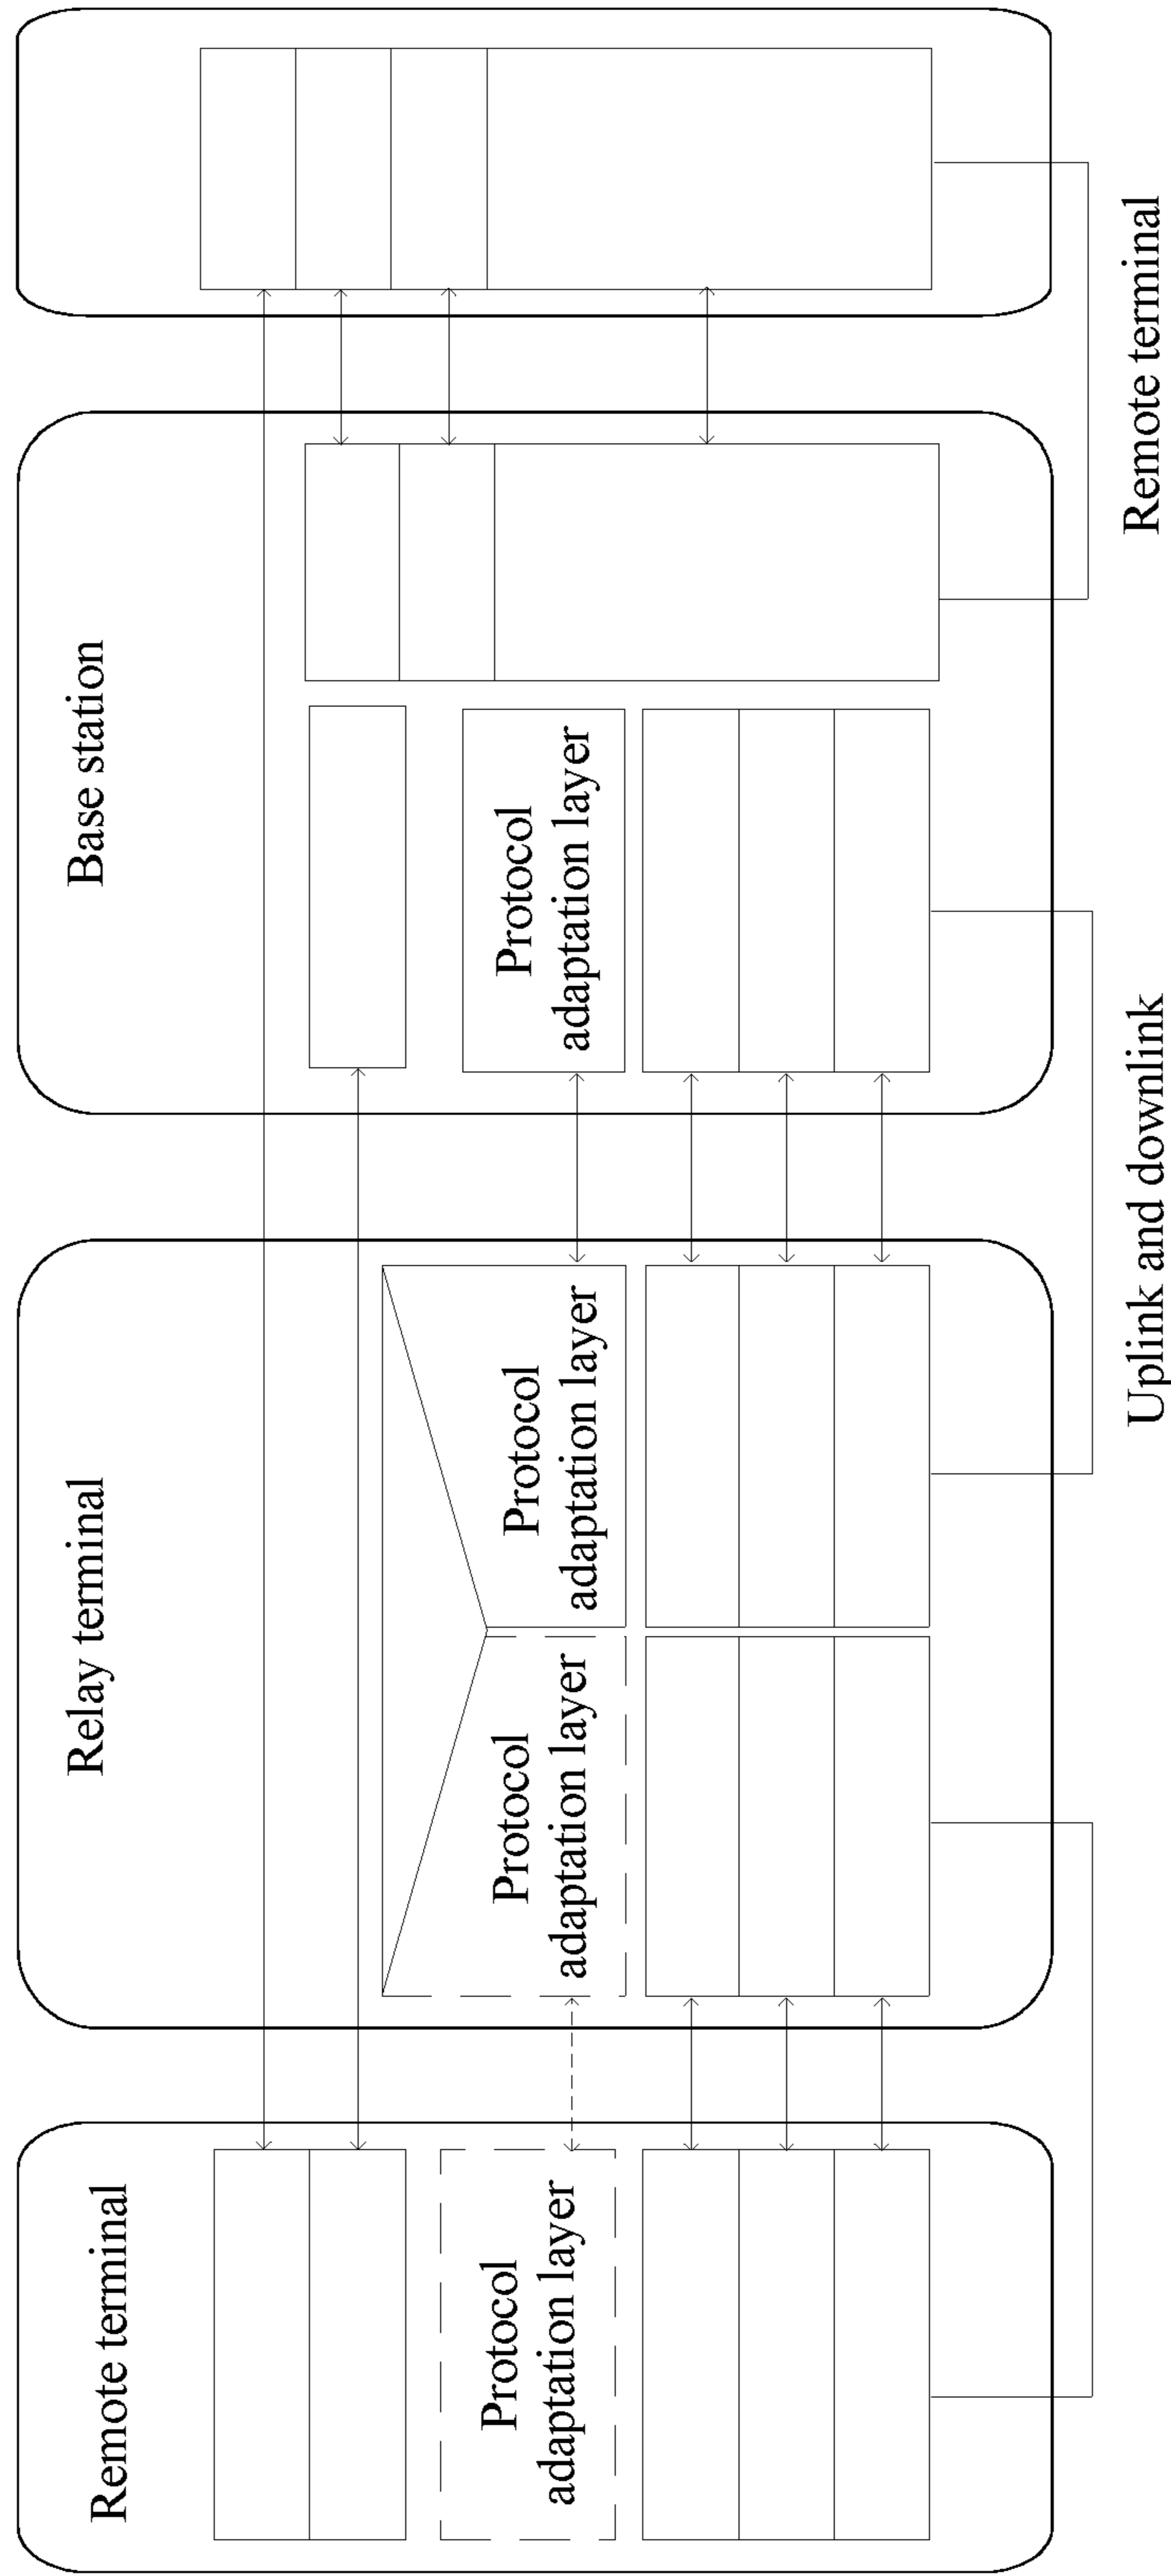 Remote terminal
Relay terminal
Base station
Protocol
adaptation layer
Protocol
adaptation layer
Protocol
adaptation layer
Protocol
adaptation layer
Uplink and downlink
Remote terminal